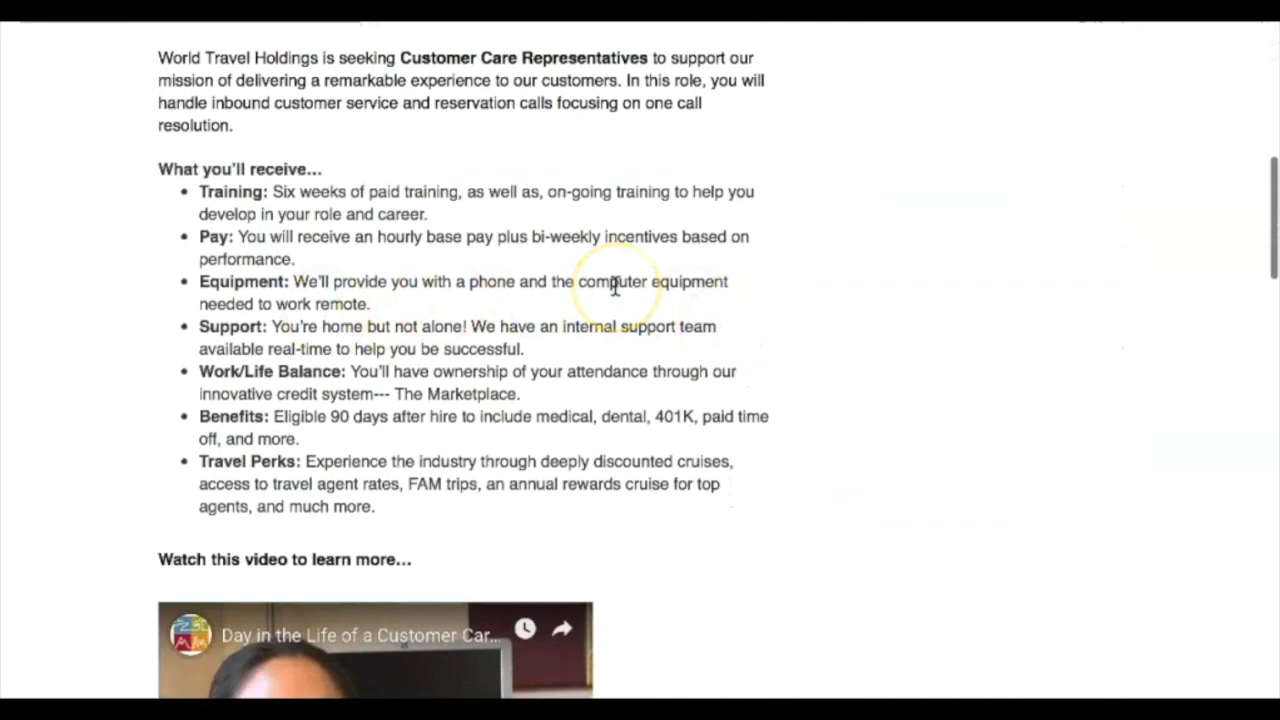 World Travel Holdings is seeking Customer Care Representatives to support our
mission of delivering a remarkable experience to our customers. In this role, you will
handle inbound customer service and reservation calls focusing on one call
resolution.
What you'll receive...
• Training: Six weeks of paid training, as well as, on-going training to help you
develop in your role and career.
• Pay: You will receive an hourly base pay plus bi-weekly incentives based on
performance.
• Equipment: We'll provide you with a phone and the computer equipment
needed to work remote.
• Support: You're home but not alone! We have an internal support team
available real-time to help you be successful.
• Work/Life Balance: You'll have ownership of your attendance through our
innovative credit system--- The Marketplace.
• Benefits: Eligible 90 days after hire to include medical, dental, 401K, paid time
off, and more.
• Travel Perks: Experience the industry through deeply discounted cruises,
access to travel agent rates, FAM trips, an annual rewards cruise for top
agents, and much more.
Watch this video to learn more...
Day in the Life of a Customer Car...